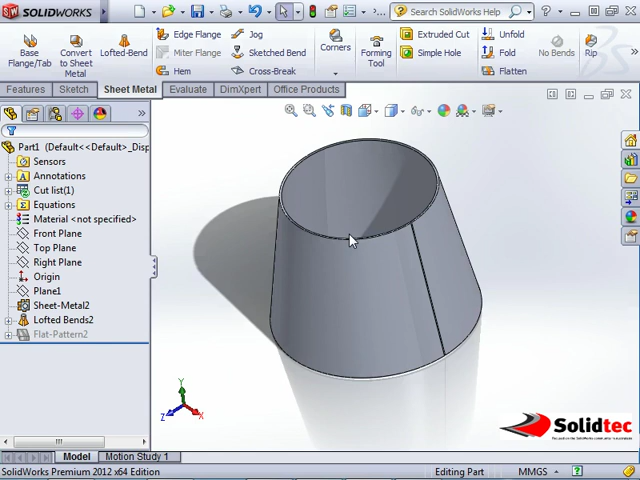 SOLIDWORKS
Search SolidWorks Help
Base Flange/Tab
Convert to Sheet Metal
Lofted-Bend
Edge Flange
Miter Flange
Hem
Jog
Sketched Bend
Cross-Break
Corners
Forming Tool
Extruded Cut
Simple Hole
Unfold
Fold
Flatten
No Bends
Rip
Features
Sketch
Sheet Metal
Evaluate
DimXpert
Office Products
Part1 (Default<<Default>_Disp
Sensors
Annotations
Cut list(1)
Equations
Material <not specified>
Front Plane
Top Plane
Right Plane
Origin
Plane1
Sheet-Metal2
Lofted Bends2
Flat-Pattern2
Y
Z
X
Solidtec
Model
Motion Study 1
SolidWorks Premium 2012 x64 Edition
Editing Part
MMGS